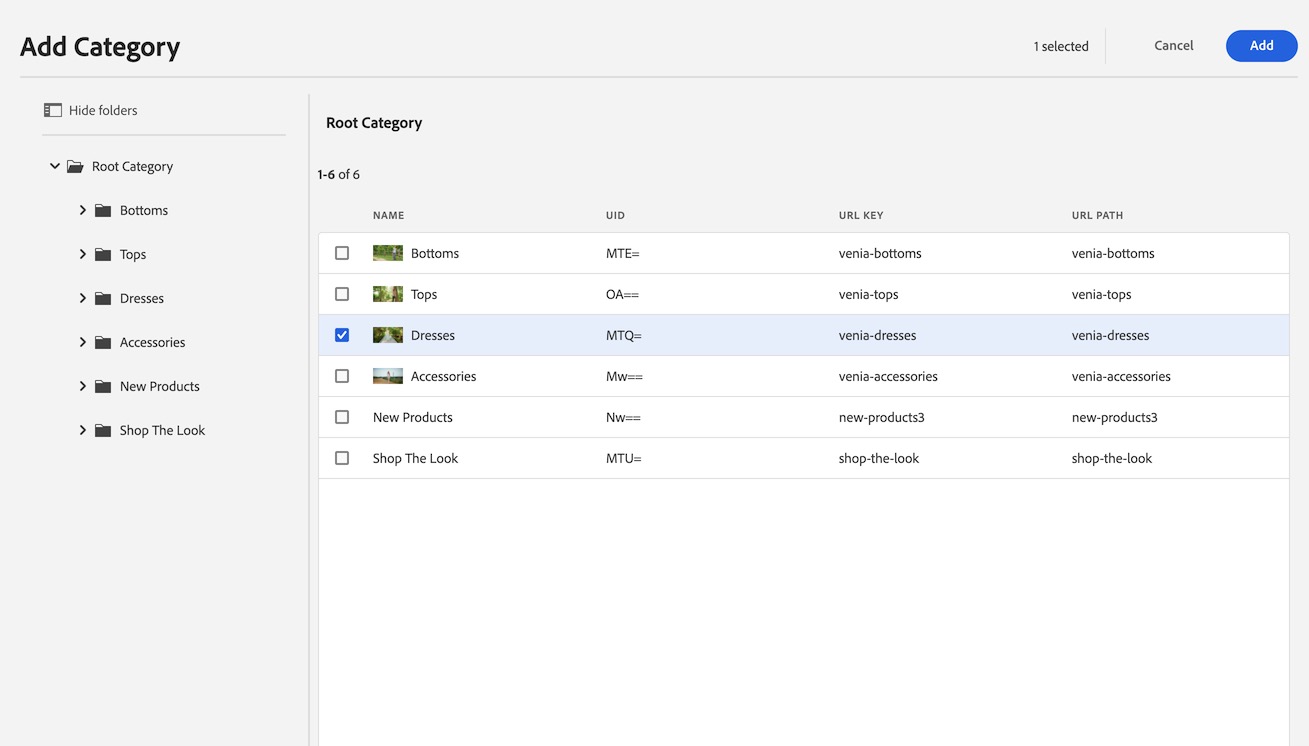 Add Category
1 selected
Cancel
Add
Hide folders
Root Category
Bottoms
Tops
Dresses
Accessories
New Products
Shop The Look
Root Category
1-6 of 6
NAME UID URL KEY URL PATH
Bottoms MTE= venia-bottoms venia-bottoms
Tops OA== venia-tops venia-tops
Dresses MTQ= venia-dresses venia-dresses
Accessories Mw== venia-accessories venia-accessories
New Products Nw== new-products3 new-products3
Shop The Look MTU= shop-the-look shop-the-look